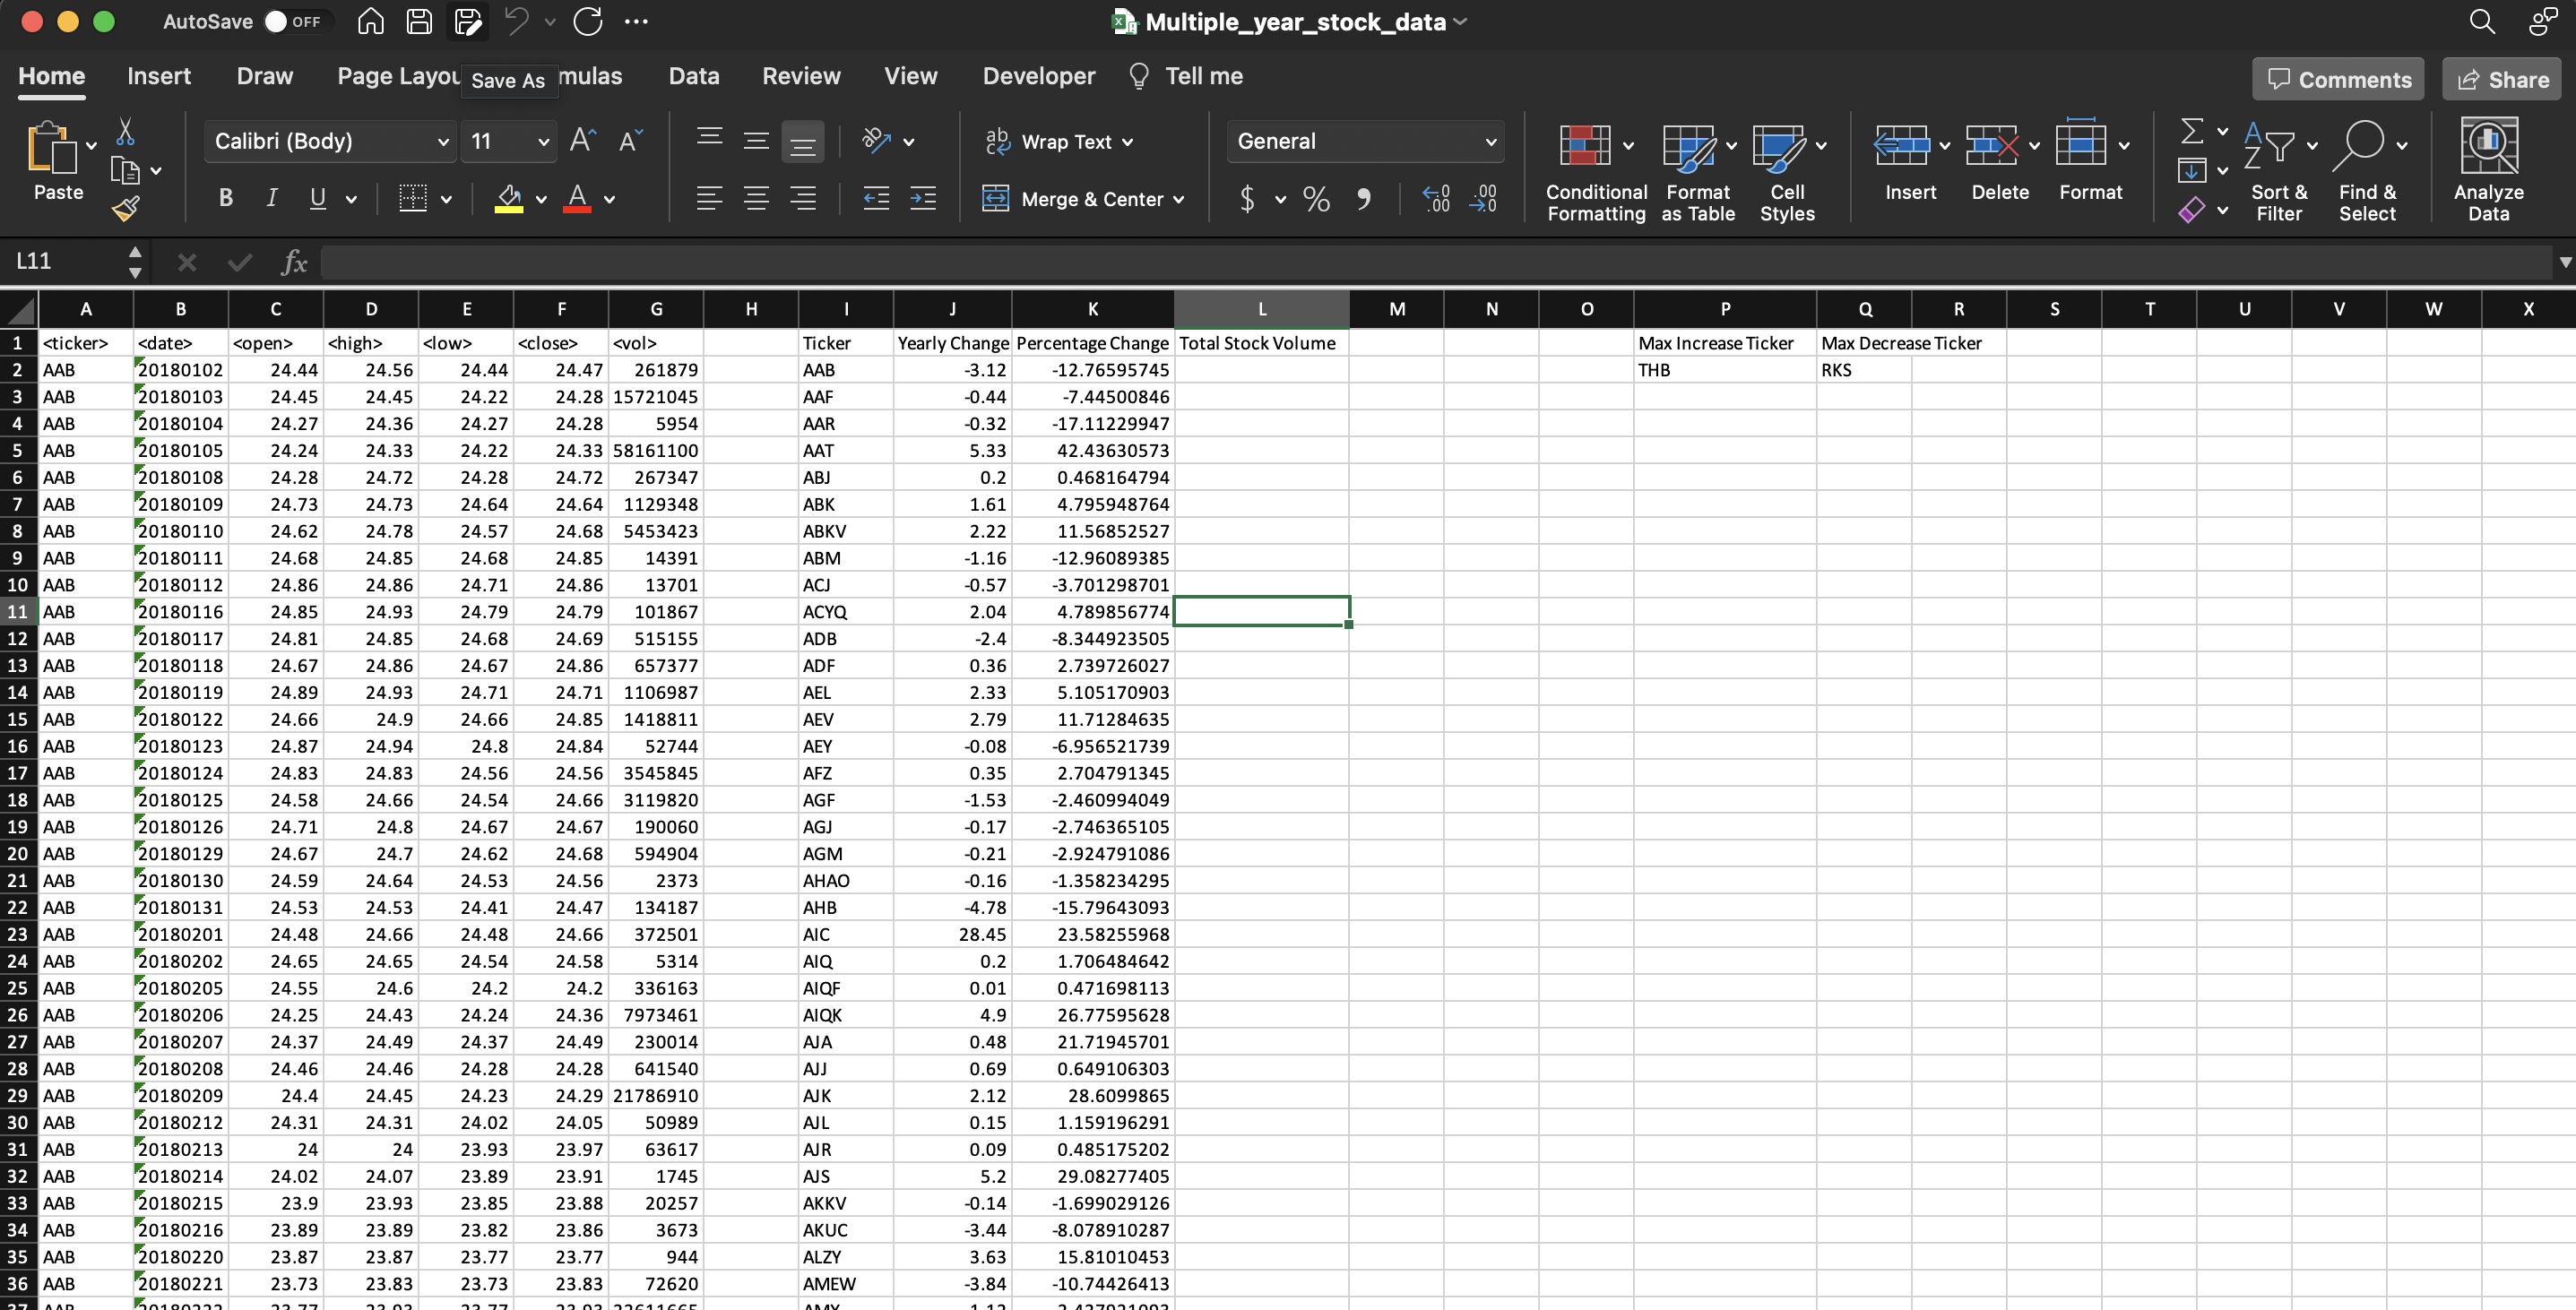 AutoSave OFF Multiple_year_stock_data
Home Insert Draw Page Layou Save As mulas Data Review View Developer Tell me Comments Share
Paste Calibri (Body) 11 A A ab Wrap Text General
B I U A Merge & Center $ % Conditional Formatting Format as Table Cell Styles Insert Delete Format Sort & Filter Find & Select Analyze Data
L11 fx
A B C D E F G H I J K L M N O P Q R S T U V W X
1 <ticker> <date> <open> <high> <low> <close> <vol> Ticker Yearly Change Percentage Change Total Stock Volume Max Increase Ticker Max Decrease Ticker
2 AAB 20180102 24.44 24.56 24.44 24.47 261879 AAB -3.12 -12.76595745 THB RKS
3 AAB 20180103 24.45 24.45 24.22 24.28 15721045 AAF -0.44 -7.44500846
4 AAB 20180104 24.27 24.36 24.27 24.28 5954 AAR -0.32 -17.11229947
5 AAB 20180105 24.24 24.33 24.22 24.33 58161100 AAT 5.33 42.43630573
6 AAB 20180108 24.28 24.72 24.28 24.72 267347 ABJ 0.2 0.468164794
7 AAB 20180109 24.73 24.73 24.64 24.64 1129348 ABK 1.61 4.795948764
8 AAB 20180110 24.62 24.78 24.57 24.68 5453423 ABKV 2.22 11.56852527
9 AAB 20180111 24.68 24.85 24.68 24.85 14391 ABM -1.16 -12.96089385
10 AAB 20180112 24.86 24.86 24.71 24.86 13701 ACJ -0.57 -3.701298701
11 AAB 20180116 24.85 24.93 24.79 24.79 101867 ACYQ 2.04 4.789856774
12 AAB 20180117 24.81 24.85 24.68 24.69 515155 ADB -2.4 -8.344923505
13 AAB 20180118 24.67 24.86 24.67 24.86 657377 ADF 0.36 2.739726027
14 AAB 20180119 24.89 24.93 24.71 24.71 1106987 AEL 2.33 5.105170903
15 AAB 20180122 24.66 24.9 24.66 24.85 1418811 AEV 2.79 11.71284635
16 AAB 20180123 24.87 24.94 24.8 24.84 52744 AEY -0.08 -6.956521739
17 AAB 20180124 24.83 24.83 24.56 24.56 3545845 AFZ 0.35 2.704791345
18 AAB 20180125 24.58 24.66 24.54 24.66 3119820 AGF -1.53 -2.460994049
19 AAB 20180126 24.71 24.8 24.67 24.67 190060 AGJ -0.17 -2.746365105
20 AAB 20180129 24.67 24.7 24.62 24.68 594904 AGM -0.21 -2.924791086
21 AAB 20180130 24.59 24.64 24.53 24.56 2373 AHAO -0.16 -1.358234295
22 AAB 20180131 24.53 24.53 24.41 24.47 134187 AHB -4.78 -15.79643093
23 AAB 20180201 24.48 24.66 24.48 24.66 372501 AIC 28.45 23.58255968
24 AAB 20180202 24.65 24.65 24.54 24.58 5314 AIQ 0.2 1.706484642
25 AAB 20180205 24.55 24.6 24.2 24.2 336163 AIQF 0.01 0.471698113
26 AAB 20180206 24.25 24.43 24.24 24.36 7973461 AIQK 4.9 26.77595628
27 AAB 20180207 24.37 24.49 24.37 24.49 230014 AJA 0.48 21.71945701
28 AAB 20180208 24.46 24.46 24.28 24.28 641540 AJJ 0.69 0.649106303
29 AAB 20180209 24.4 24.45 24.23 24.29 21786910 AJK 2.12 28.6099865
30 AAB 20180212 24.31 24.31 24.02 24.05 50989 AJL 0.15 1.159196291
31 AAB 20180213 24 24 23.93 23.97 63617 AJR 0.09 0.485175202
32 AAB 20180214 24.02 24.07 23.89 23.91 1745 AJS 5.2 29.08277405
33 AAB 20180215 23.9 23.93 23.85 23.88 20257 AKKV -0.14 -1.699029126
34 AAB 20180216 23.89 23.89 23.82 23.86 3673 AKUC -3.44 -8.078910287
35 AAB 20180220 23.87 23.87 23.77 23.77 944 ALZY 3.63 15.81010453
36 AAB 20180221 23.73 23.83 23.73 23.83 72620 AMEW -3.84 -10.74426413